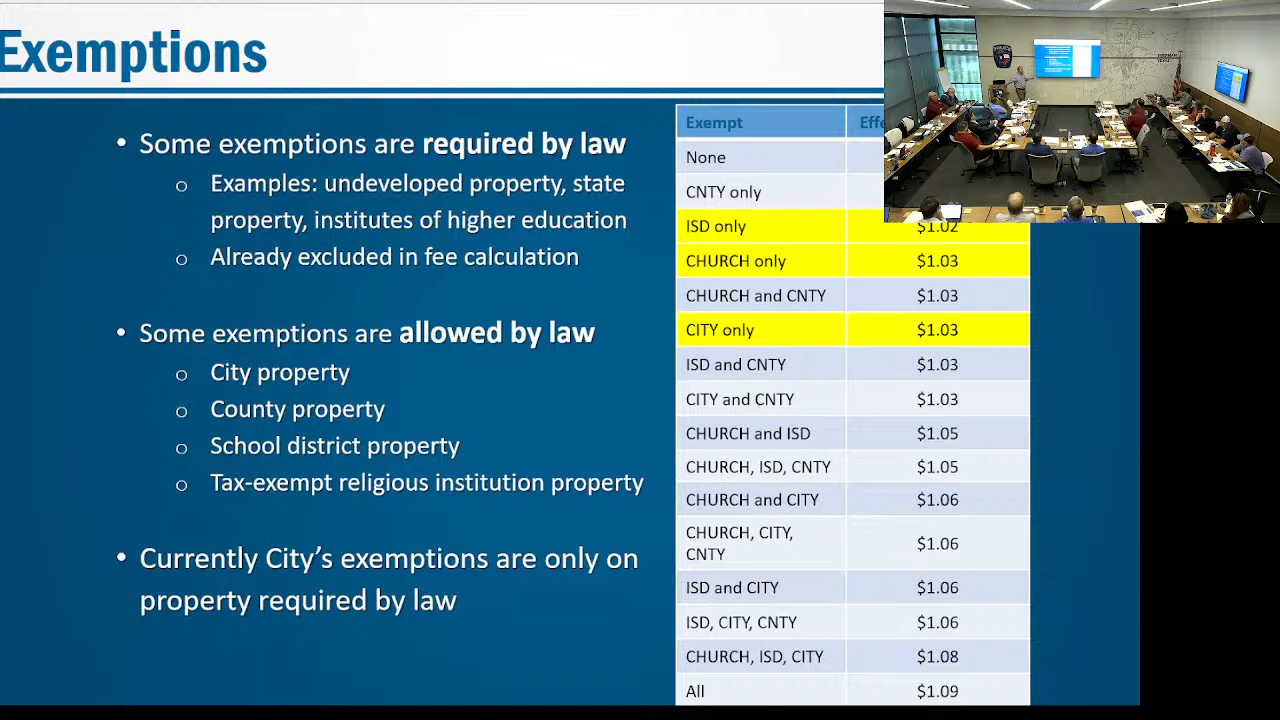 Exemptions
• Some exemptions are required by law
o Examples: undeveloped property, state
property, institutes of higher education
o Already excluded in fee calculation
• Some exemptions are allowed by law
o City property
o County property
o School district property
o Tax-exempt religious institution property
• Currently City's exemptions are only on
property required by law
Exempt Effe
None
CNTY only
ISD only $1.02
CHURCH only $1.03
CHURCH and CNTY $1.03
CITY only $1.03
ISD and CNTY $1.03
CITY and CNTY $1.03
CHURCH and ISD $1.05
CHURCH, ISD, CNTY $1.05
CHURCH and CITY $1.06
CHURCH, CITY,
CNTY $1.06
ISD and CITY $1.06
ISD, CITY, CNTY $1.06
CHURCH, ISD, CITY $1.08
All $1.09